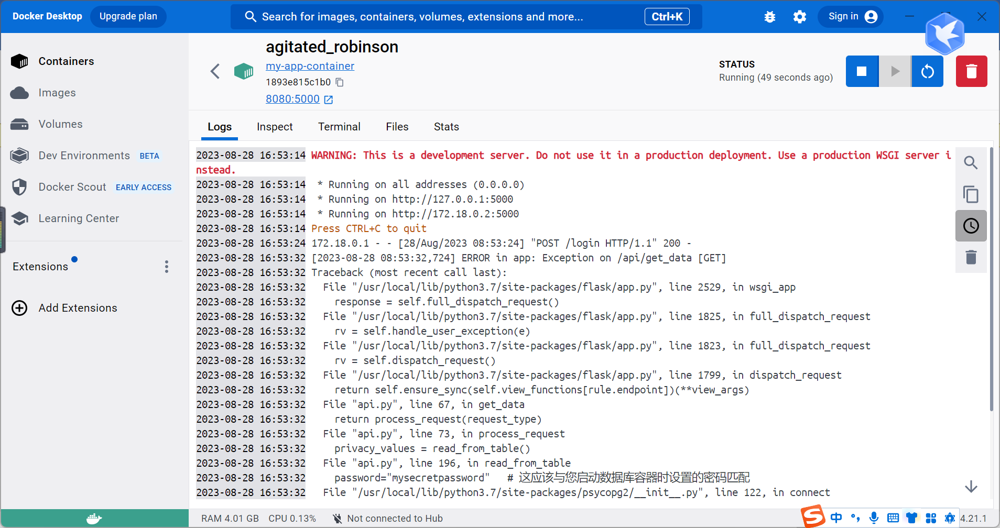 Docker Desktop
Upgrade plan
Search for images, containers, volumes, extensions and more...
Ctrl+K
Sign in
Containers
Images
Volumes
Dev Environments BETA
Docker Scout EARLY ACCESS
Learning Center
Extensions
Add Extensions
agitated_robinson
my-app-container
1893e815c1b0
8080:5000
STATUS
Running (49 seconds ago)
Logs
Inspect
Terminal
Files
Stats
2023-08-28 16:53:14 WARNING: This is a development server. Do not use it in a production deployment. Use a production WSGI server i
nstead.
2023-08-28 16:53:14  * Running on all addresses (0.0.0.0)
2023-08-28 16:53:14  * Running on http://127.0.0.1:5000
2023-08-28 16:53:14  * Running on http://172.18.0.2:5000
2023-08-28 16:53:14 Press CTRL+C to quit
2023-08-28 16:53:24 172.18.0.1 - - [28/Aug/2023 08:53:24] "POST /login HTTP/1.1" 200 -
2023-08-28 16:53:32 [2023-08-28 08:53:32,724] ERROR in app: Exception on /api/get_data [GET]
2023-08-28 16:53:32 Traceback (most recent call last):
2023-08-28 16:53:32   File "/usr/local/lib/python3.7/site-packages/flask/app.py", line 2529, in wsgi_app
2023-08-28 16:53:32     response = self.full_dispatch_request()
2023-08-28 16:53:32   File "/usr/local/lib/python3.7/site-packages/flask/app.py", line 1825, in full_dispatch_request
2023-08-28 16:53:32     rv = self.handle_user_exception(e)
2023-08-28 16:53:32   File "/usr/local/lib/python3.7/site-packages/flask/app.py", line 1823, in full_dispatch_request
2023-08-28 16:53:32     rv = self.dispatch_request()
2023-08-28 16:53:32   File "/usr/local/lib/python3.7/site-packages/flask/app.py", line 1799, in dispatch_request
2023-08-28 16:53:32     return self.ensure_sync(self.view_functions[rule.endpoint])(**view_args)
2023-08-28 16:53:32   File "api.py", line 67, in get_data
2023-08-28 16:53:32     return process_request(request_type)
2023-08-28 16:53:32   File "api.py", line 73, in process_request
2023-08-28 16:53:32     privacy_values = read_from_table()
2023-08-28 16:53:32   File "api.py", line 196, in read_from_table
2023-08-28 16:53:32     password="mysecretpassword"   # 这应该与您启动数据库容器时设置的密码匹配
2023-08-28 16:53:32   File "/usr/local/lib/python3.7/site-packages/psycopg2/__init__.py", line 122, in connect
RAM 4.01 GB
CPU 0.13%
Not connected to Hub
中
4.21.1